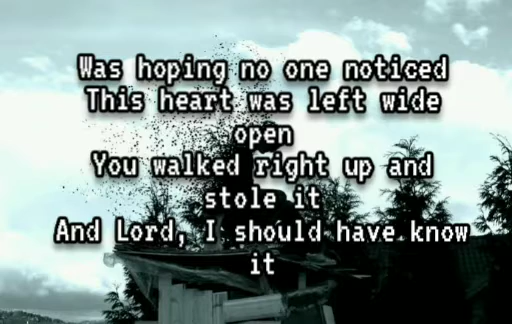 Was hoping no one noticed
This heart was left wide
open
You walked right up and
stole it
And Lord, I should have know
it